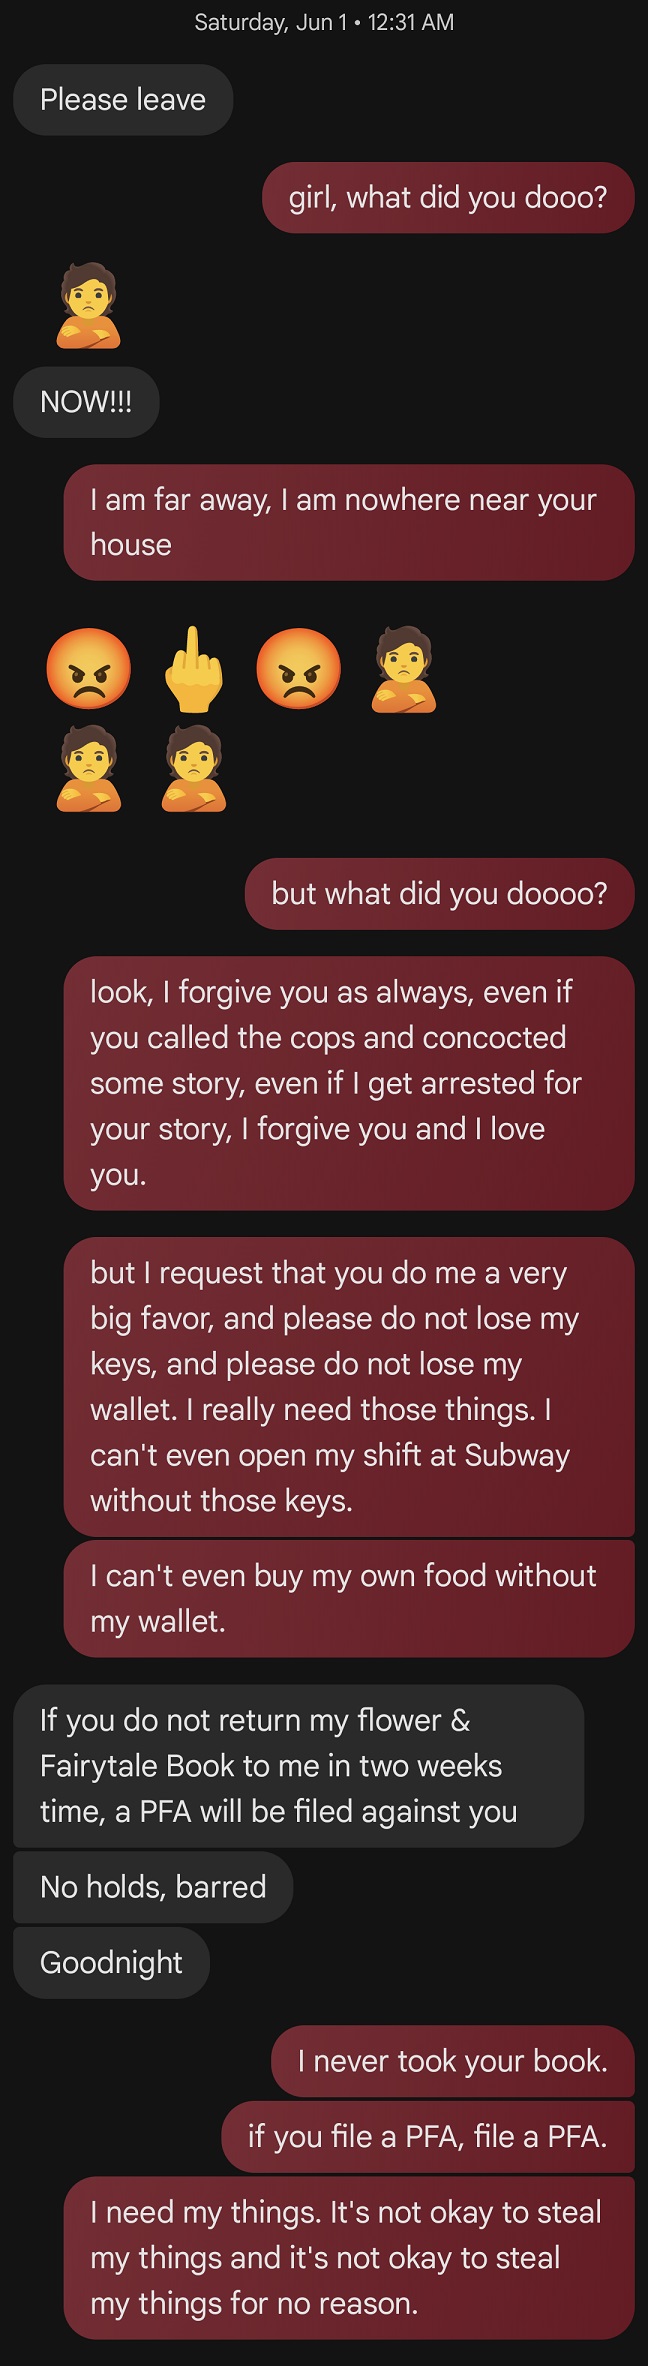 Saturday, Jun 1 • 12:31 AM
Please leave
girl, what did you dooo?
🙎
NOW!!!
I am far away, I am nowhere near your
house
😡🖕😡🙎
🙎🙎
but what did you doooo?
look, I forgive you as always, even if
you called the cops and concocted
some story, even if I get arrested for
your story, I forgive you and I love
you.
but I request that you do me a very
big favor, and please do not lose my
keys, and please do not lose my
wallet. I really need those things. I
can't even open my shift at Subway
without those keys.
I can't even buy my own food without
my wallet.
If you do not return my flower &
Fairytale Book to me in two weeks
time, a PFA will be filed against you
No holds, barred
Goodnight
I never took your book.
if you file a PFA, file a PFA.
I need my things. It's not okay to steal
my things and it's not okay to steal
my things for no reason.